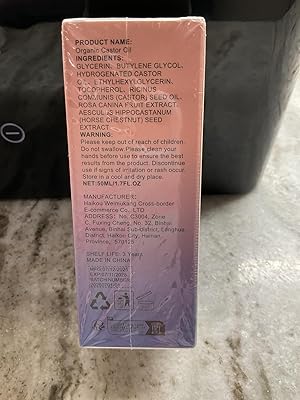 PRODUCT NAME:
Organic Castor Oil
INGREDIENTS:
GLYCERIN, BUTYLENE GLYCOL,
HYDROGENATED CASTOR
OIL, ETHYLHEXYLGLYCERIN,
TOCOPHEROL, RICINUS
COMMUNIS (CASTOR) SEED OIL,
ROSA CANINA FRUIT EXTRACT,
AESCULUS HIPPOCASTANUM
(HORSE CHESTNUT) SEED
EXTRACT
WARNING:
Please keep out of reach of children.
Do not swallow. Please clean your
hands before use to ensure the best
results from the product. Discontinue
use if signs of irritation or rash occur.
Store in a cool and dry place.
NET:50ML/1.7FL.OZ
MANUFACTURER:
Haikou Weimukang Cross-border
E-commerce Co., LTD
ADDRESS: No. C3004, Zone
C, Fuxing Cheng, No. 32, Binhai
Avenue, Binhai Sub-district, Longhua
District, Haikou City, Hainan
Province, 570125
SHELF LIFE: 3 Years
MADE IN CHINA